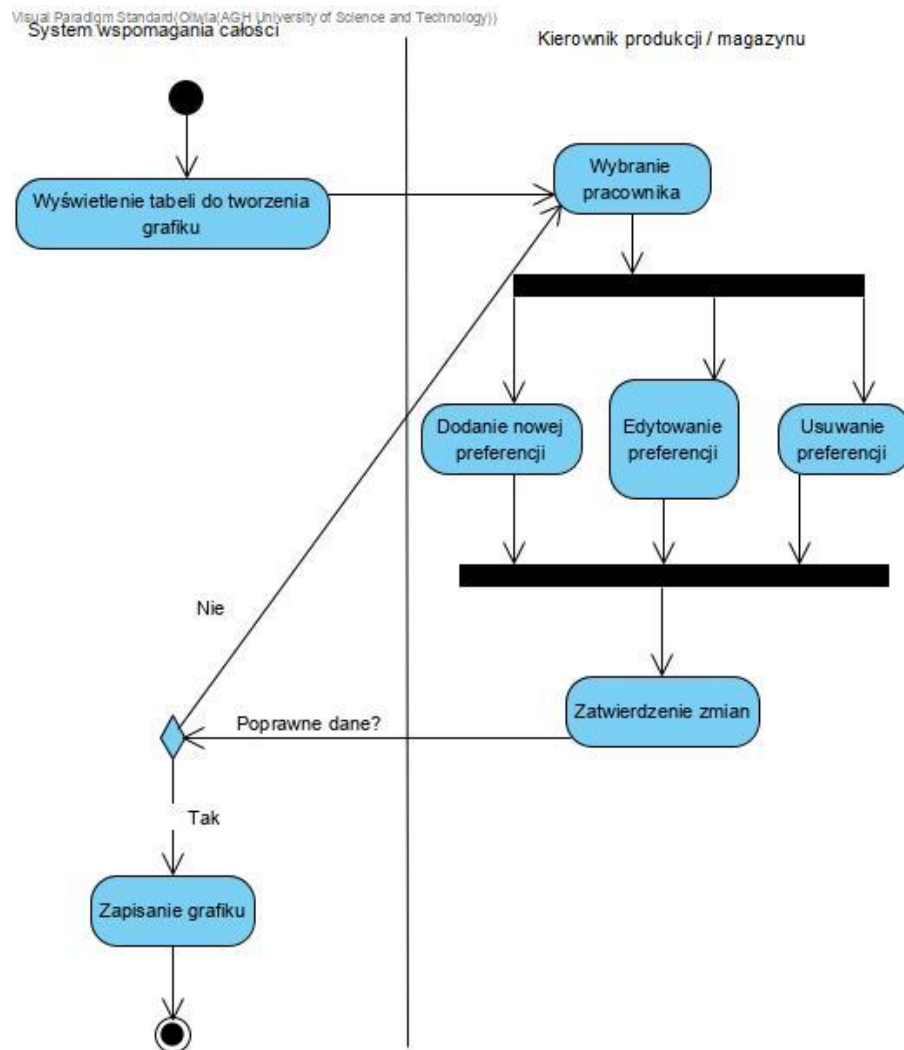 Visual Paradigm Standard(Oliwia(AGH University of Science and Technology))
System wspomagania całości
Kierownik produkcji / magazynu
Wyświetlenie tabeli do tworzenia
grafiku
Wybranie
pracownika
Dodanie nowej
preferencji
Edytowanie
preferencji
Usuwanie
preferencji
Nie
Zatwierdzenie zmian
Poprawne dane?
Tak
Zapisanie grafiku